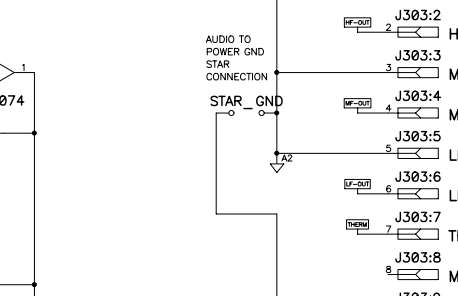 J303:2
HF-OUT
2
H
AUDIO TO
POWER GND
STAR
CONNECTION
J303:3
3
M
1
074
STAR_GND
J303:4
MF-OUT
4
M
J303:5
5
L
A2
J303:6
LF-OUT
6
L
J303:7
THERM
7
T
J303:8
8
M